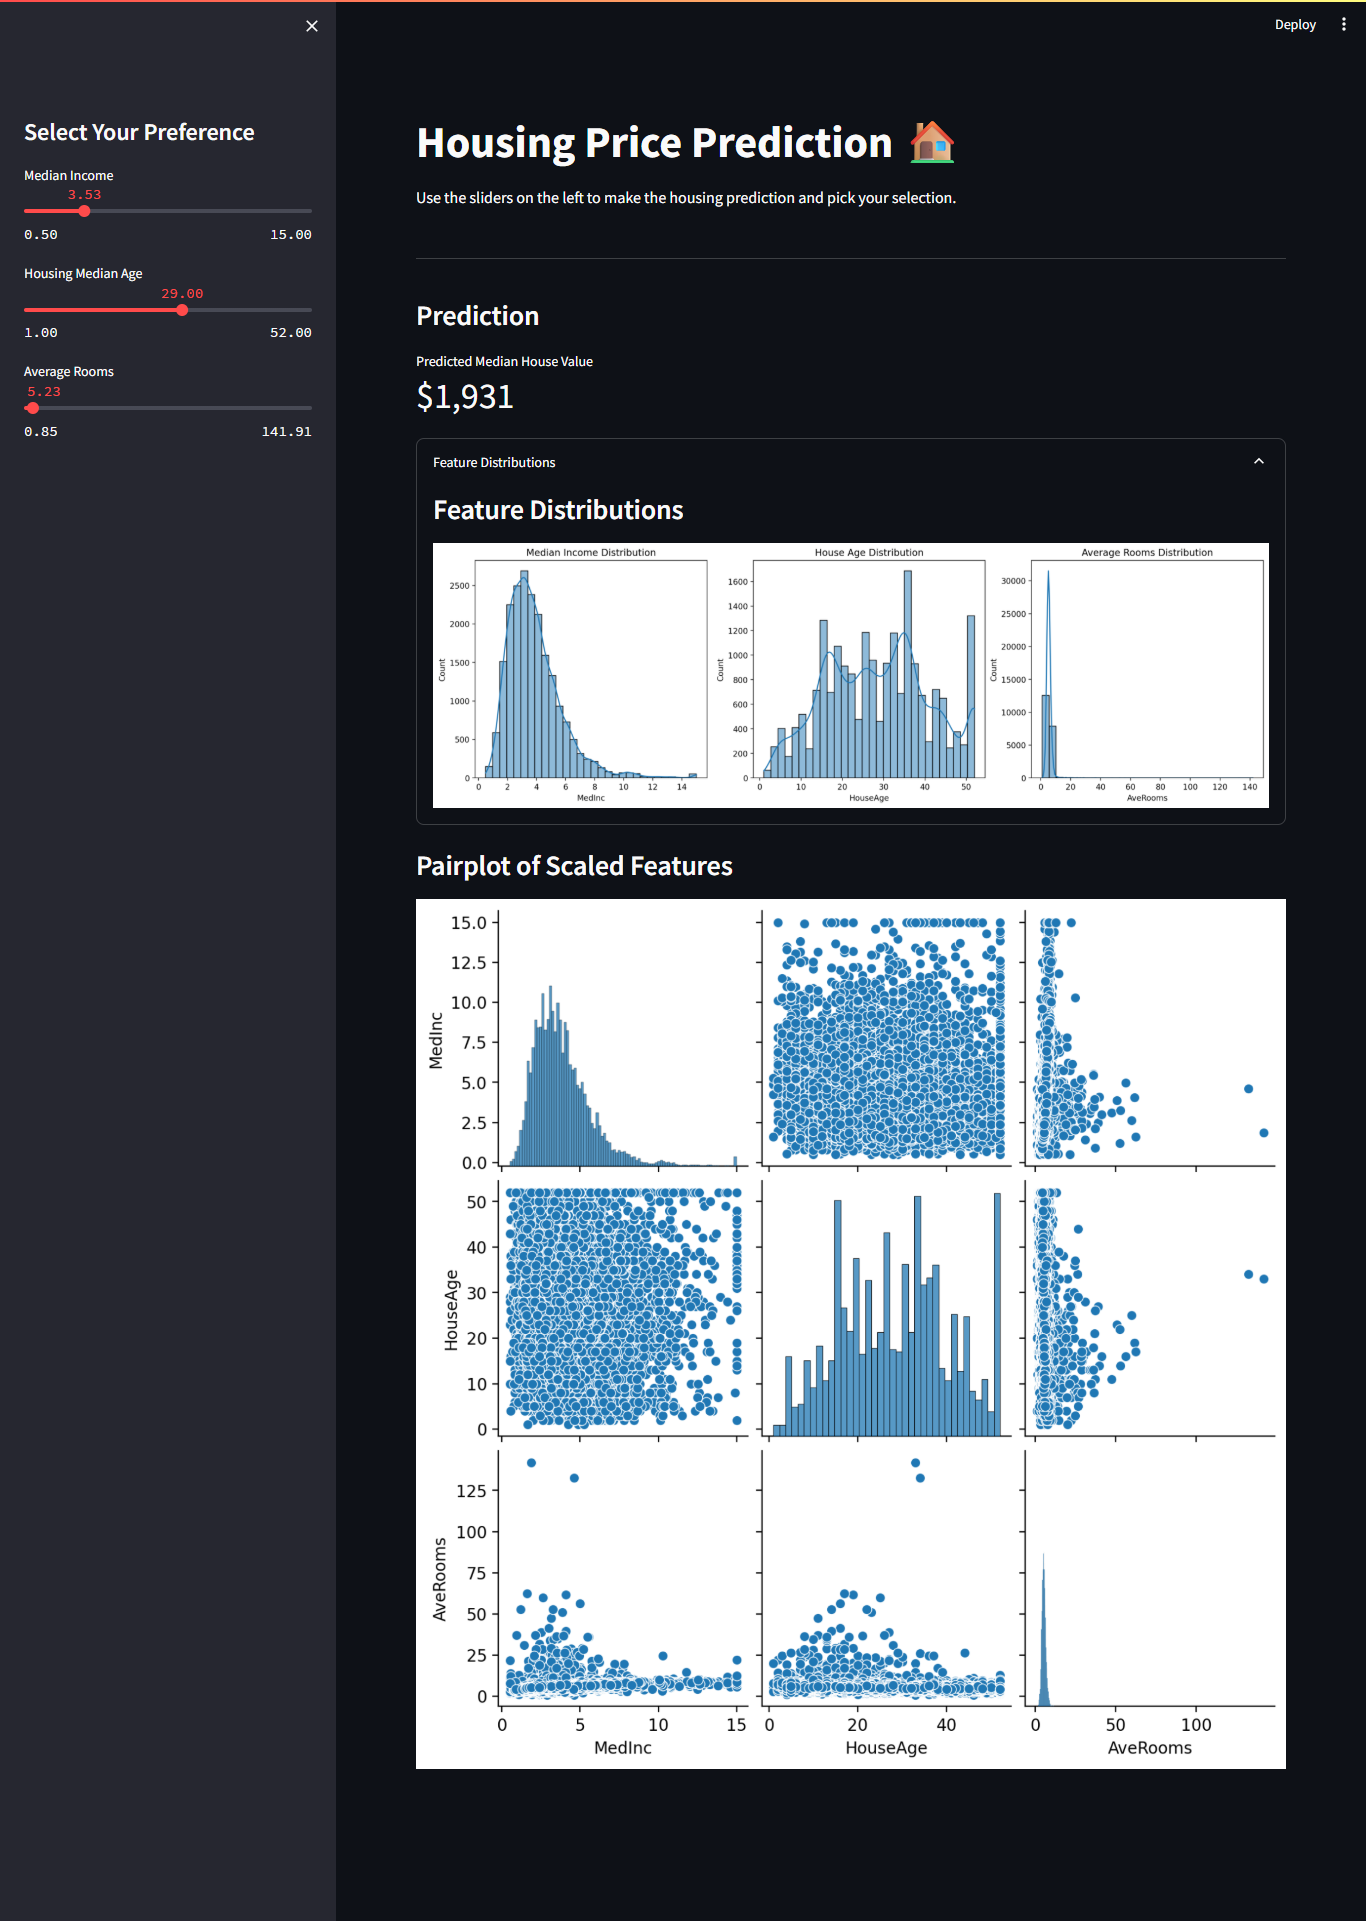 Deploy
Select Your Preference
Median Income
3.53
0.50 15.00
Housing Median Age
29.00
1.00 52.00
Average Rooms
5.23
0.85 141.91
Housing Price Prediction 🏠
Use the sliders on the left to make the housing prediction and pick your selection.
Prediction
Predicted Median House Value
$1,931
Feature Distributions
Feature Distributions
Median Income Distribution
Count
2500
2000
1500
1000
500
0
0 2 4 6 8 10 12 14
MedInc
House Age Distribution
Count
1600
1400
1200
1000
800
600
400
200
0
0 10 20 30 40 50
HouseAge
Average Rooms Distribution
Count
30000
25000
20000
15000
10000
5000
0
0 20 40 60 80 100 120 140
AveRooms
Pairplot of Scaled Features
MedInc
15.0
12.5
10.0
7.5
5.0
2.5
0.0
HouseAge
50
40
30
20
10
0
AveRooms
125
100
75
50
25
0
0 5 10 15
MedInc
0 20 40
HouseAge
0 50 100
AveRooms